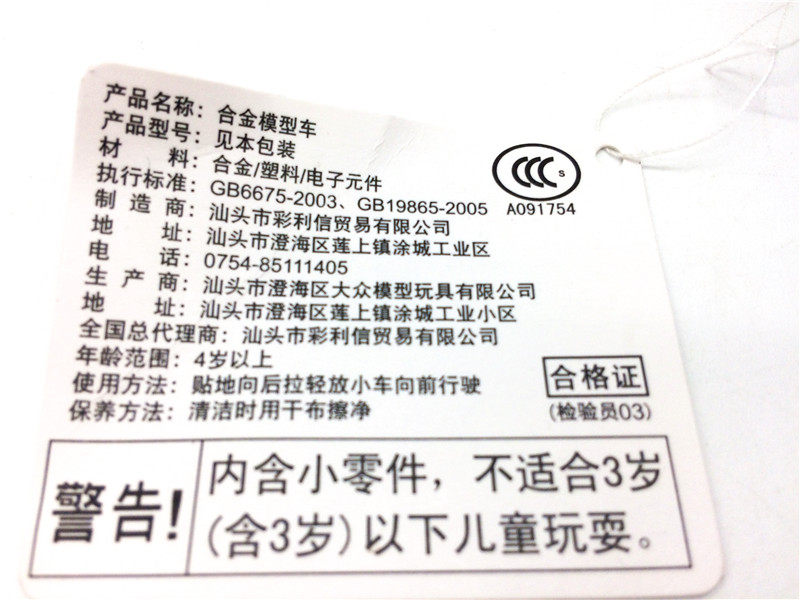 产品名称：合金模型车
产品型号：见本包装
材 料：合金/塑料/电子元件
执行标准：GB6675-2003、GB19865-2005
制 造 商：汕头市彩利信贸易有限公司
地 址：汕头市澄海区莲上镇涂城工业区
电 话：0754-85111405
生 产 商：汕头市澄海区大众模型玩具有限公司
地 址：汕头市澄海区莲上镇涂城工业小区
全国总代理商：汕头市彩利信贸易有限公司
年龄范围：4岁以上
使用方法：贴地向后拉轻放小车向前行驶
保养方法：清洁时用干布擦净
CCC S
A091754
合格证
(检验员03)
警告!
内含小零件，不适合3岁
(含3岁)以下儿童玩耍。